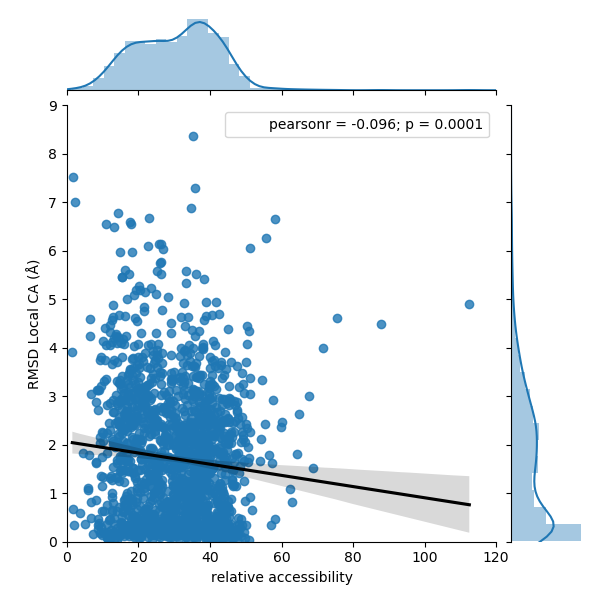 pearsonr = -0.096; p = 0.0001
RMSD Local CA (Å)
9
8
7
6
5
4
3
2
1
0
0 20 40 60 80 100 120
relative accessibility